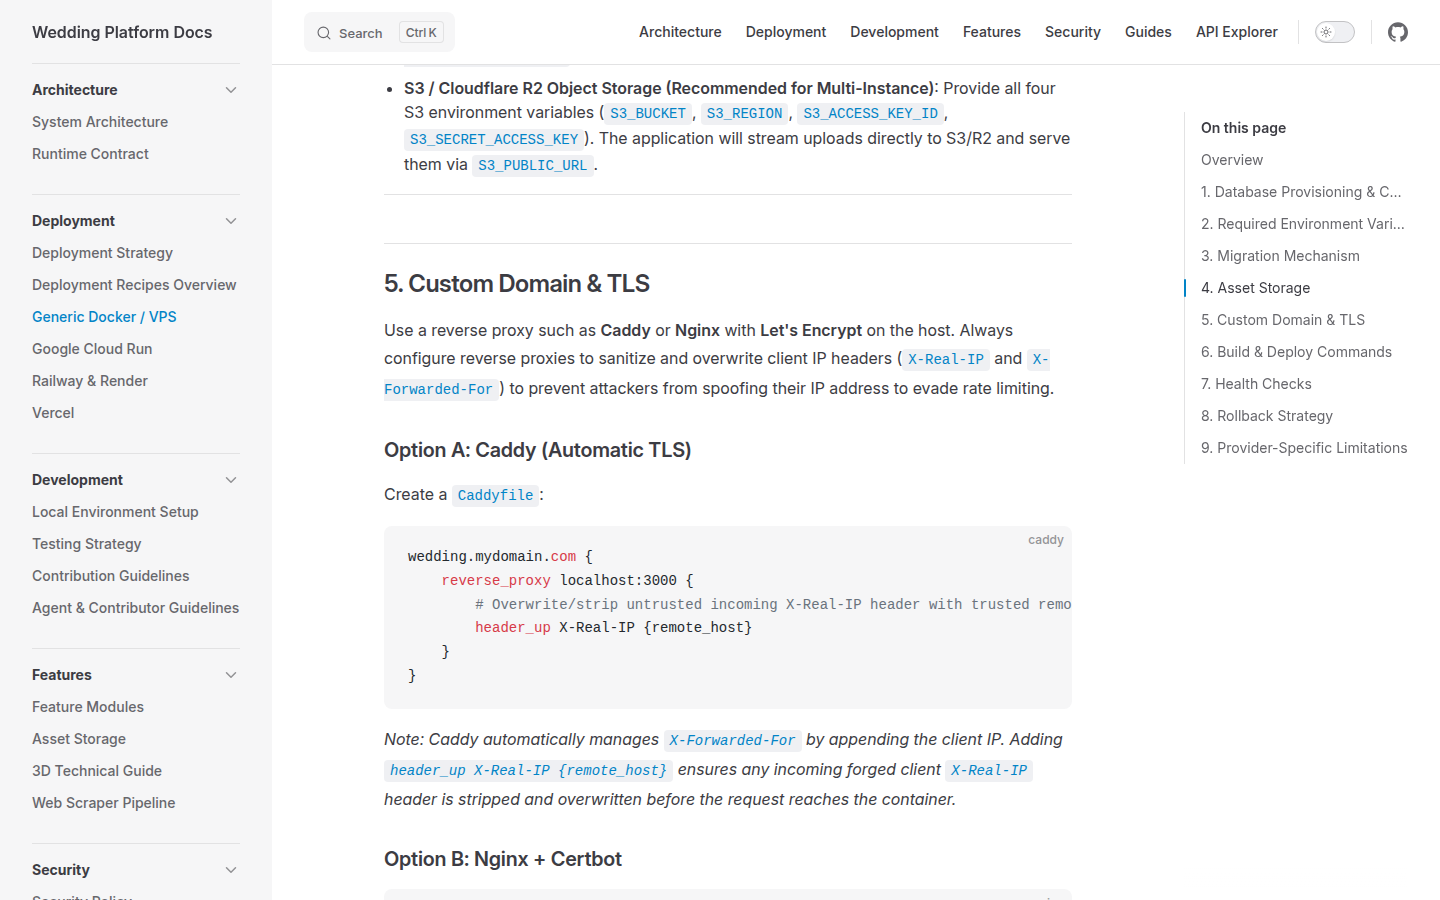 Wedding Platform Docs
Search
Ctrl K
Architecture
Deployment
Development
Features
Security
Guides
API Explorer
Architecture
System Architecture
Runtime Contract
Deployment
Deployment Strategy
Deployment Recipes Overview
Generic Docker / VPS
Google Cloud Run
Railway & Render
Vercel
Development
Local Environment Setup
Testing Strategy
Contribution Guidelines
Agent & Contributor Guidelines
Features
Feature Modules
Asset Storage
3D Technical Guide
Web Scraper Pipeline
Security
S3 / Cloudflare R2 Object Storage (Recommended for Multi-Instance): Provide all four
S3 environment variables ( S3_BUCKET , S3_REGION , S3_ACCESS_KEY_ID ,
S3_SECRET_ACCESS_KEY ). The application will stream uploads directly to S3/R2 and serve
them via S3_PUBLIC_URL .
5. Custom Domain & TLS
Use a reverse proxy such as Caddy or Nginx with Let's Encrypt on the host. Always
configure reverse proxies to sanitize and overwrite client IP headers ( X-Real-IP and X-
Forwarded-For ) to prevent attackers from spoofing their IP address to evade rate limiting.
Option A: Caddy (Automatic TLS)
Create a Caddyfile :
caddy
wedding.mydomain.com {
    reverse_proxy localhost:3000 {
        # Overwrite/strip untrusted incoming X-Real-IP header with trusted remo
        header_up X-Real-IP {remote_host}
    }
}
Note: Caddy automatically manages X-Forwarded-For by appending the client IP. Adding
header_up X-Real-IP {remote_host} ensures any incoming forged client X-Real-IP
header is stripped and overwritten before the request reaches the container.
Option B: Nginx + Certbot
On this page
Overview
1. Database Provisioning & C...
2. Required Environment Vari...
3. Migration Mechanism
4. Asset Storage
5. Custom Domain & TLS
6. Build & Deploy Commands
7. Health Checks
8. Rollback Strategy
9. Provider-Specific Limitations